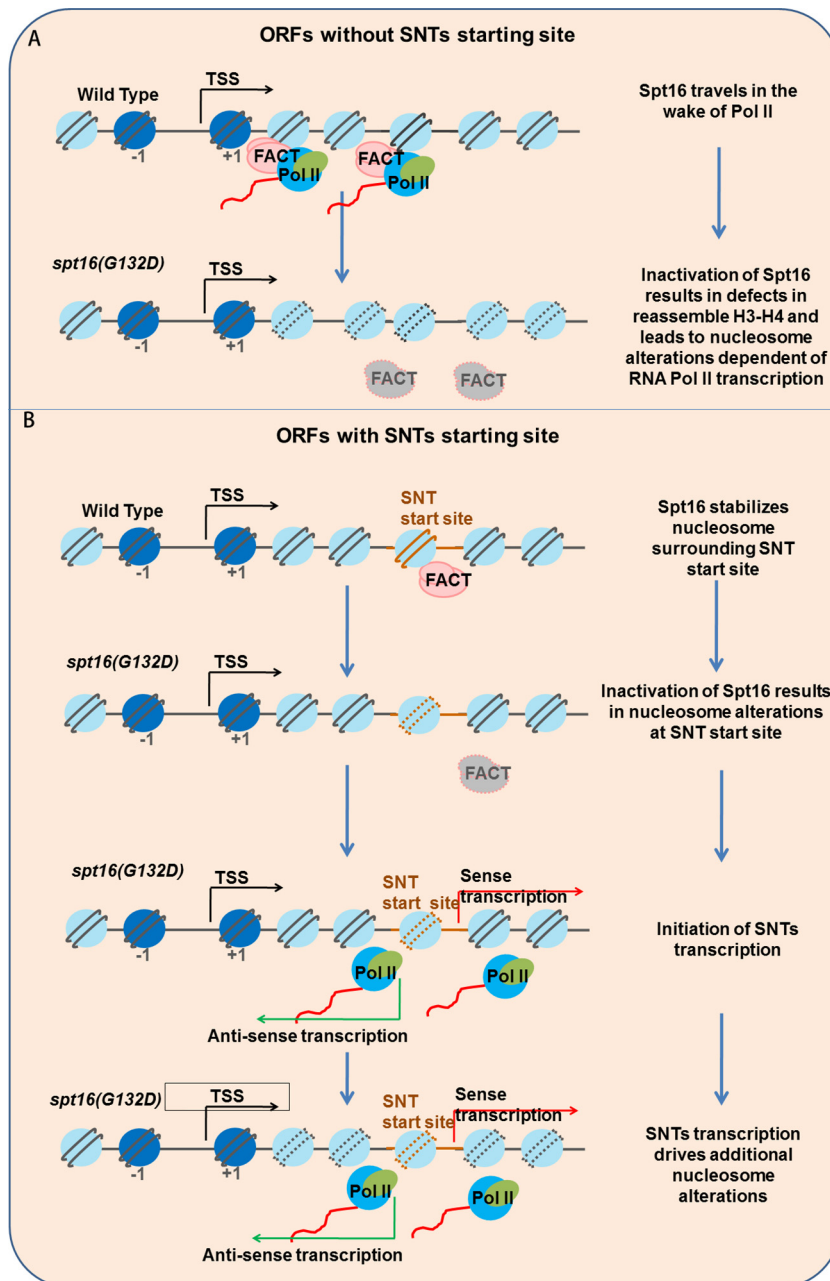 A
ORFs without SNTs starting site
Wild Type
TSS
-1
+1
FACT
Pol II
FACT
Pol II
Spt16 travels in the
wake of Pol II
spt16(G132D)
TSS
-1
+1
FACT
FACT
Inactivation of Spt16
results in defects in
reassemble H3-H4 and
leads to nucleosome
alterations dependent of
RNA Pol II transcription
B
ORFs with SNTs starting site
Wild Type
TSS
SNT
start site
-1
+1
FACT
Spt16 stabilizes
nucleosome
surrounding SNT
start site
spt16(G132D)
TSS
-1
+1
FACT
Inactivation of Spt16 results
in nucleosome alterations
at SNT start site
spt16(G132D)
TSS
SNT
start site
Sense
transcription
-1
+1
Pol II
Pol II
Anti-sense transcription
Initiation of SNTs
transcription
spt16(G132D)
TSS
SNT
start site
Sense
transcription
-1
+1
Pol II
Pol II
Anti-sense transcription
SNTs transcription
drives additional
nucleosome
alterations